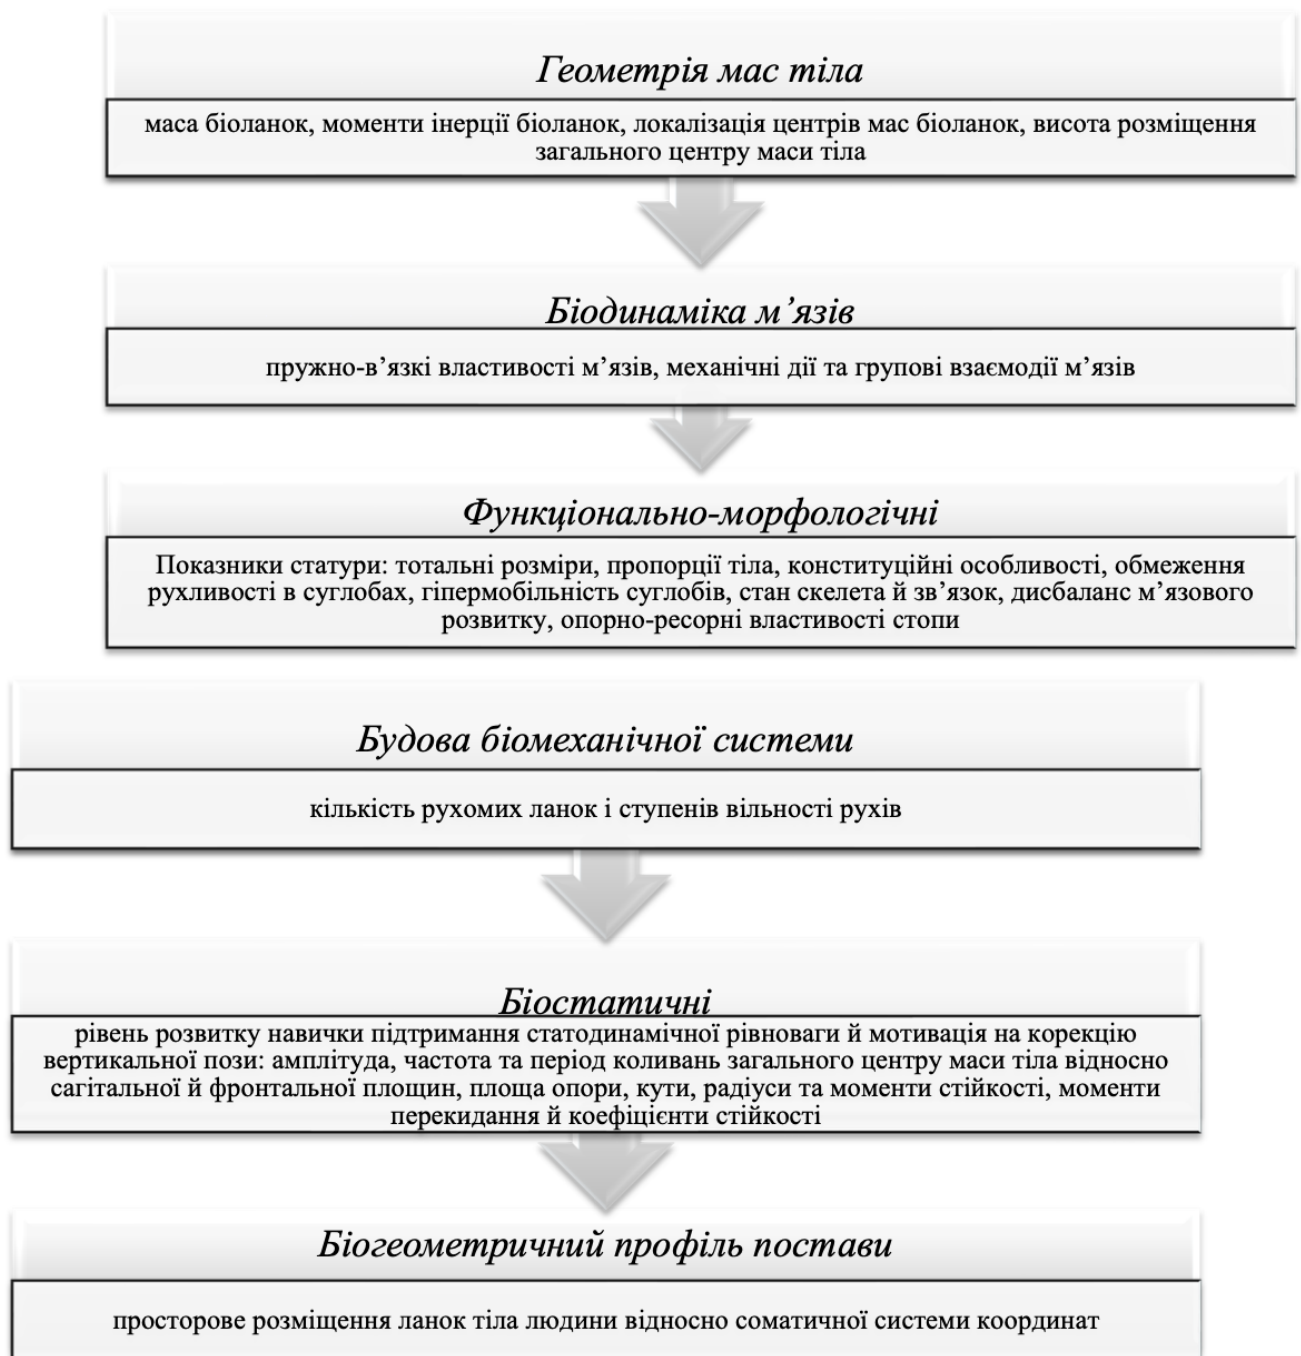 Геометрія мас тіла
маса біоланок, моменти інерції біоланок, локалізація центрів мас біоланок, висота розміщення
загального центру маси тіла
Біодинаміка м’язів
пружно-в’язкі властивості м’язів, механічні дії та групові взаємодії м’язів
Функціонально-морфологічні
Показники статури: тотальні розміри, пропорції тіла, конституційні особливості, обмеження
рухливості в суглобах, гіпермобільність суглобів, стан скелета й зв’язок, дисбаланс м’язового
розвитку, опорно-ресорні властивості стопи
Будова біомеханічної системи
кількість рухомих ланок і ступенів вільності рухів
Біостатичні
рівень розвитку навички підтримання статодинамічної рівноваги й мотивація на корекцію
вертикальної пози: амплітуда, частота та період коливань загального центру маси тіла відносно
сагітальної й фронтальної площин, площа опори, кути, радіуси та моменти стійкості, моменти
перекидання й коефіцієнти стійкості
Біогеометричний профіль постави
просторове розміщення ланок тіла людини відносно соматичної системи координат